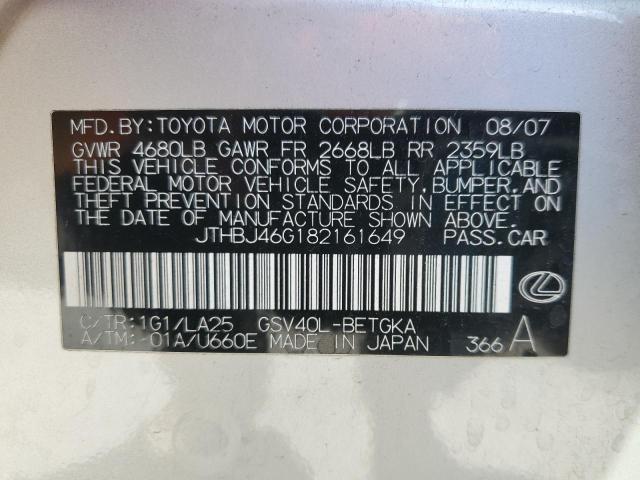 MFD. BY: TOYOTA MOTOR CORPORATION 08/07
GVWR 4680LB GAWR FR 2668LB RR 2359LB
THIS VEHICLE CONFORMS TO ALL APPLICABLE
FEDERAL MOTOR VEHICLE SAFETY, BUMPER, AND
THEFT PREVENTION STANDARDS IN EFFECT ON
THE DATE OF MANUFACTURE SHOWN ABOVE.
JTHBJ46G182161649 PASS. CAR
C/TR: 1G1/LA25 GSV40L-BETGKA
A/TM: -01A/U660E MADE IN JAPAN 366 A